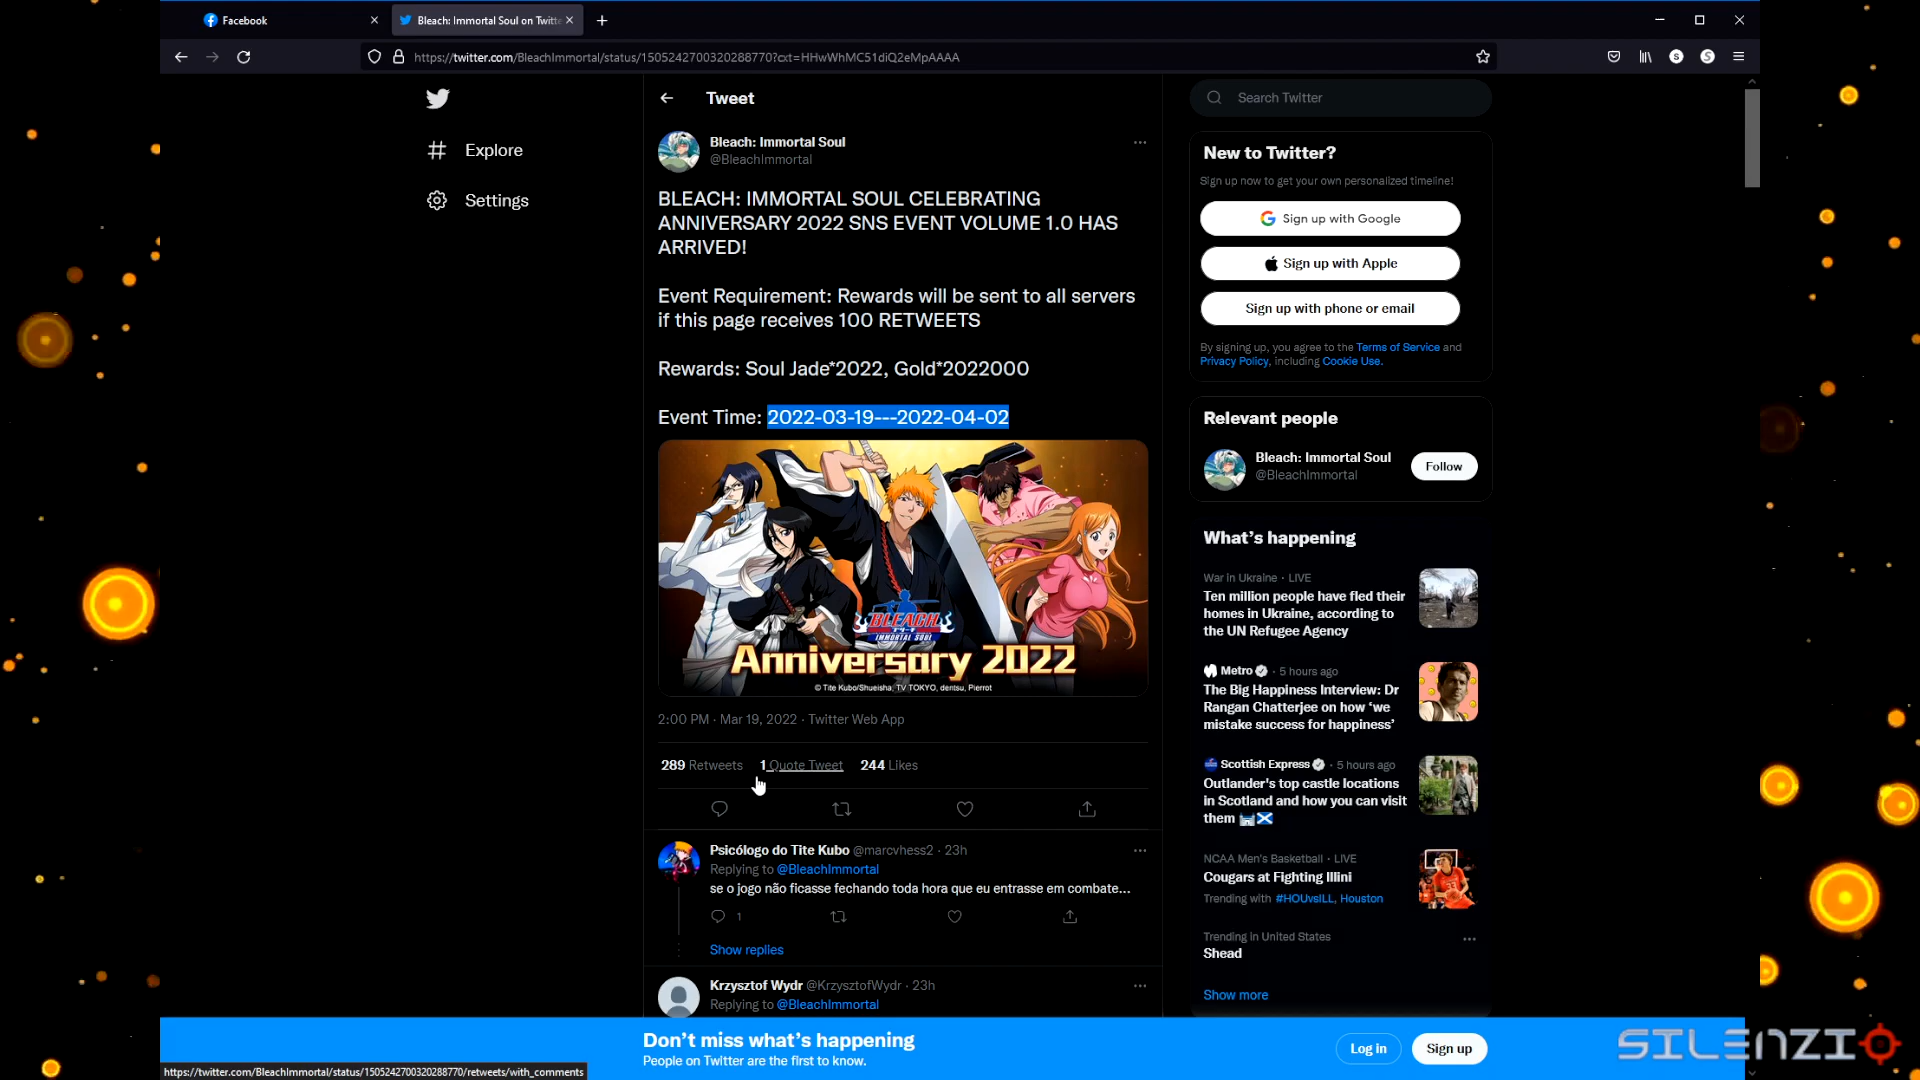 Facebook
Bleach: Immortal Soul on Twitte
https://twitter.com/BleachImmortal/status/1505242700320288770?cxt=HHwWhMC51diQ2eMpAAAA
Explore
Settings
Tweet
Bleach: Immortal Soul
@BleachImmortal
BLEACH: IMMORTAL SOUL CELEBRATING
ANNIVERSARY 2022 SNS EVENT VOLUME 1.0 HAS
ARRIVED!
Event Requirement: Rewards will be sent to all servers
if this page receives 100 RETWEETS
Rewards: Soul Jade*2022, Gold*2022000
Event Time: 2022-03-19---2022-04-02
BLEACH
IMMORTAL SOUL
Anniversary 2022
© Tite Kubo/Shueisha, TV TOKYO, dentsu, Pierrot
2:00 PM · Mar 19, 2022 · Twitter Web App
289 Retweets 1 Quote Tweet 244 Likes
Psicólogo do Tite Kubo @marcvhess2 · 23h
Replying to @BleachImmortal
se o jogo não ficasse fechando toda hora que eu entrasse em combate...
1
Show replies
Krzysztof Wydr @KrzysztofWydr · 23h
Replying to @BleachImmortal
Search Twitter
New to Twitter?
Sign up now to get your own personalized timeline!
Sign up with Google
Sign up with Apple
Sign up with phone or email
By signing up, you agree to the Terms of Service and
Privacy Policy, including Cookie Use.
Relevant people
Bleach: Immortal Soul
@BleachImmortal
Follow
What's happening
War in Ukraine · LIVE
Ten million people have fled their
homes in Ukraine, according to
the UN Refugee Agency
Metro · 5 hours ago
The Big Happiness Interview: Dr
Rangan Chatterjee on how 'we
mistake success for happiness'
Scottish Express · 5 hours ago
Outlander's top castle locations
in Scotland and how you can visit
them
NCAA Men's Basketball · LIVE
Cougars at Fighting Illini
Trending with #HOUvsILL, Houston
Trending in United States
Shead
Show more
Don't miss what's happening
People on Twitter are the first to know.
Log in
Sign up
https://twitter.com/BleachImmortal/status/1505242700320288770/retweets/with_comments
SILENZIO